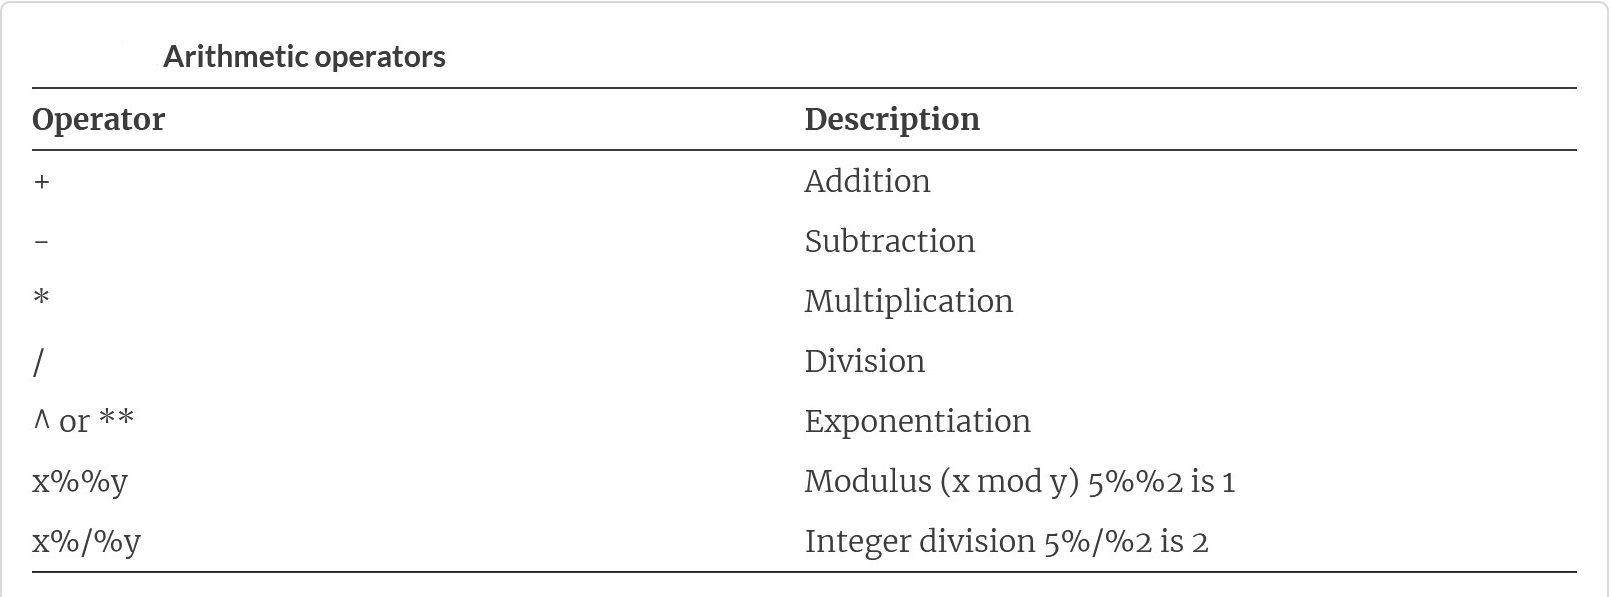 Arithmetic operators
Operator Description
+ Addition
- Subtraction
* Multiplication
/ Division
^ or ** Exponentiation
x%%y Modulus (x mod y) 5%%2 is 1
x%/%y Integer division 5%/%2 is 2